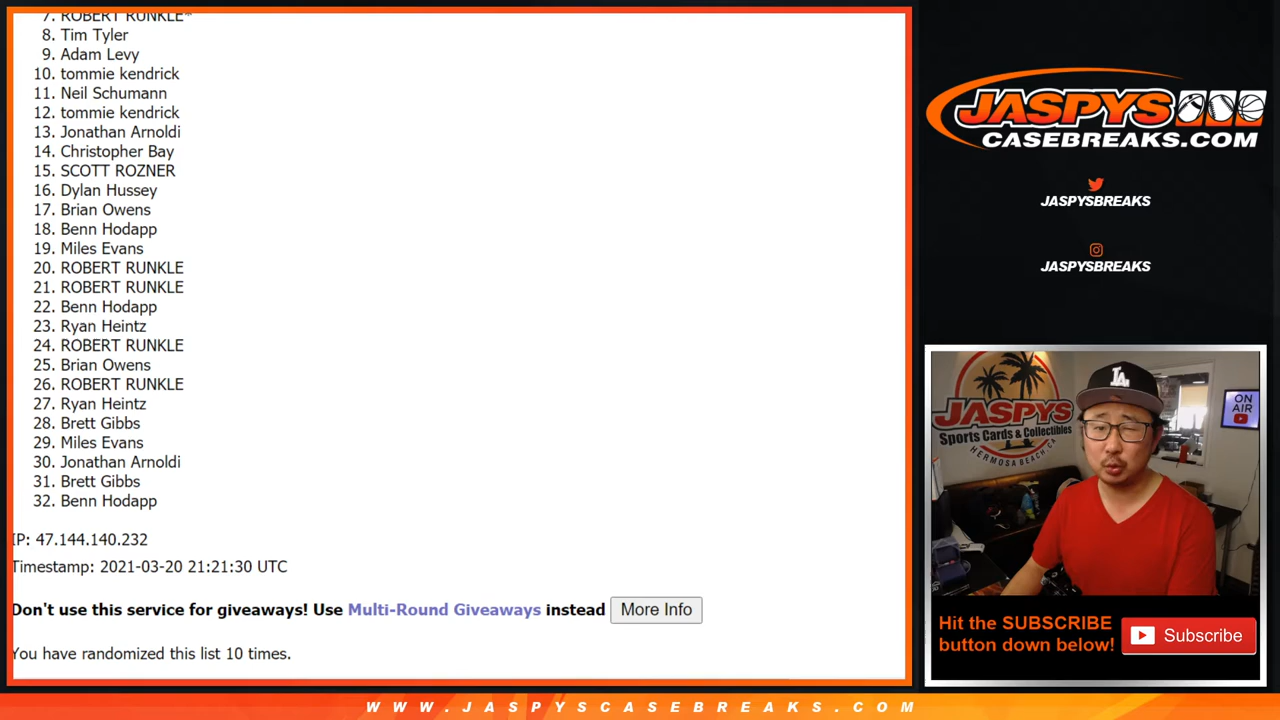 7. ROBERT RUNKLE*
8. Tim Tyler
9. Adam Levy
10. tommie kendrick
11. Neil Schumann
12. tommie kendrick
13. Jonathan Arnoldi
14. Christopher Bay
15. SCOTT ROZNER
16. Dylan Hussey
17. Brian Owens
18. Benn Hodapp
19. Miles Evans
20. ROBERT RUNKLE
21. ROBERT RUNKLE
22. Benn Hodapp
23. Ryan Heintz
24. ROBERT RUNKLE
25. Brian Owens
26. ROBERT RUNKLE
27. Ryan Heintz
28. Brett Gibbs
29. Miles Evans
30. Jonathan Arnoldi
31. Brett Gibbs
32. Benn Hodapp
IP: 47.144.140.232
Timestamp: 2021-03-20 21:21:30 UTC
Don't use this service for giveaways! Use Multi-Round Giveaways instead More Info
You have randomized this list 10 times.
JASPYS
CASEBREAKS.COM
JASPYSBREAKS
JASPYSBREAKS
JASPYS
Sports Cards & Collectibles
HERMOSA BEACH, CA
LA
ON AIR
Hit the SUBSCRIBE
button down below!
Subscribe
WWW.JASPYSCASEBREAKS.COM